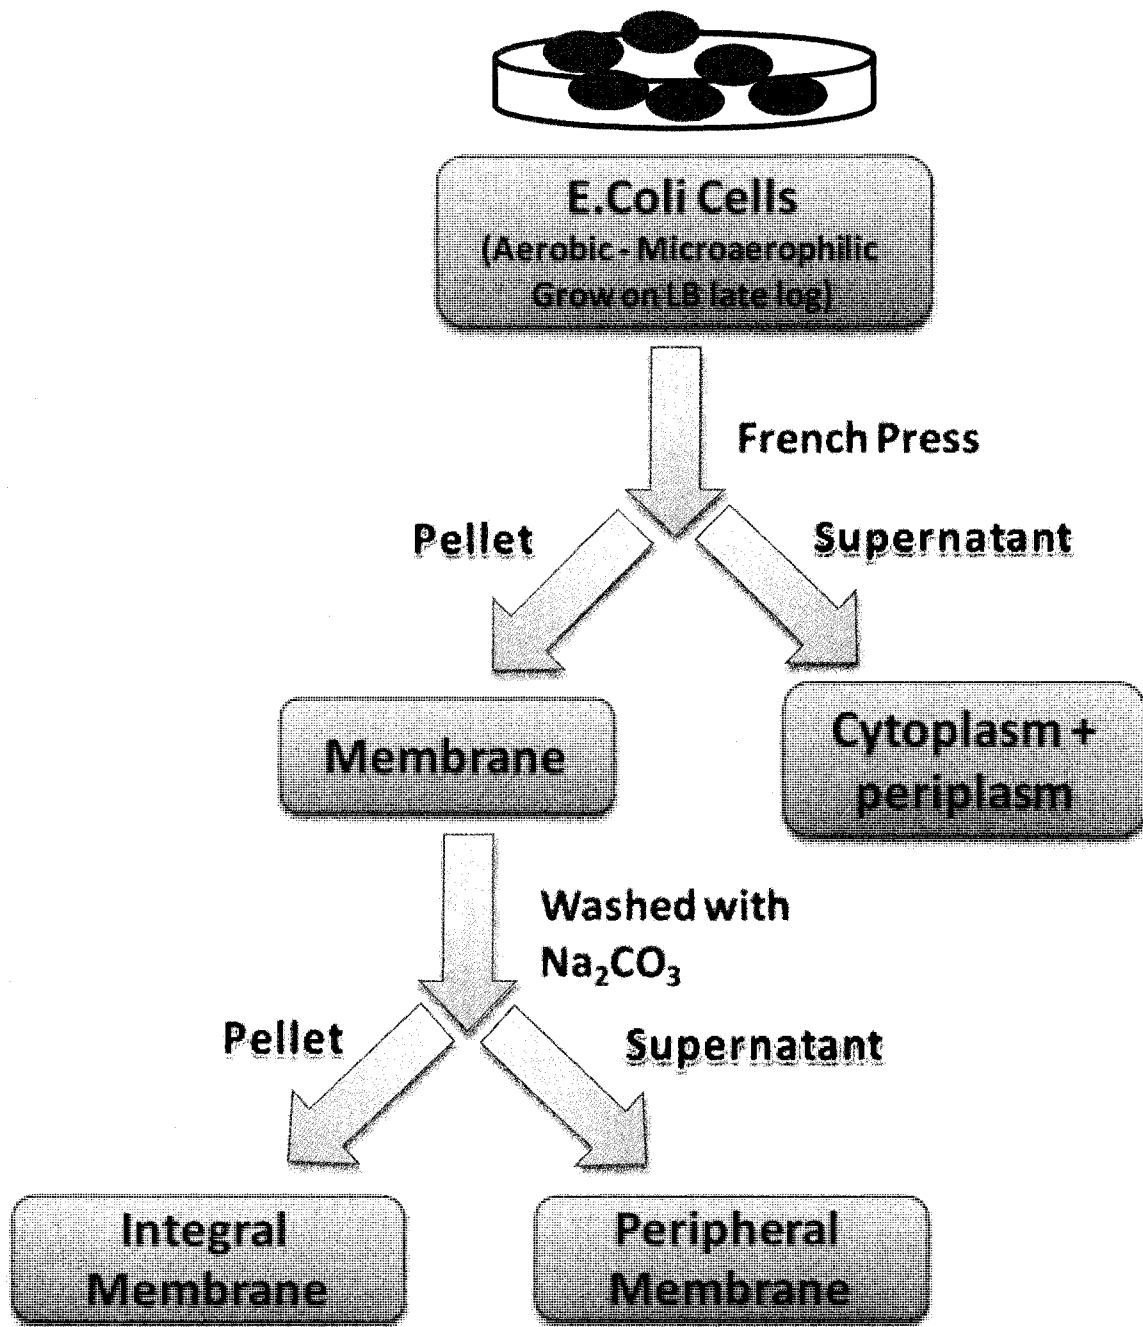 E.Coli Cells
(Aerobic - Microaerophilic
Grow on LB late log)
French Press
Pellet
Supernatant
Membrane
Cytoplasm +
periplasm
Washed with
Na₂CO₃
Pellet
Supernatant
Integral
Membrane
Peripheral
Membrane